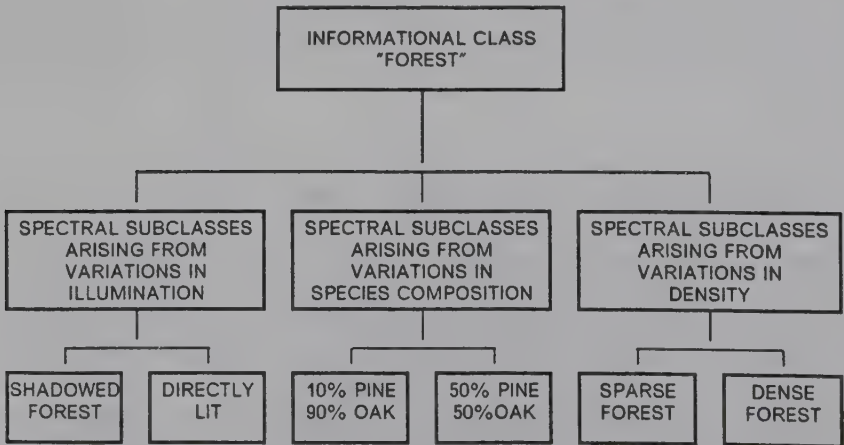 INFORMATIONAL CLASS
"FOREST"
SPECTRAL SUBCLASSES
ARISING FROM
VARIATIONS IN
ILLUMINATION
SPECTRAL SUBCLASSES
ARISING FROM
VARIATIONS IN
SPECIES COMPOSITION
SPECTRAL SUBCLASSES
ARISING FROM
VARIATIONS IN
DENSITY
SHADOWED
FOREST
DIRECTLY
LIT
10% PINE
90% OAK
50% PINE
50%OAK
SPARSE
FOREST
DENSE
FOREST